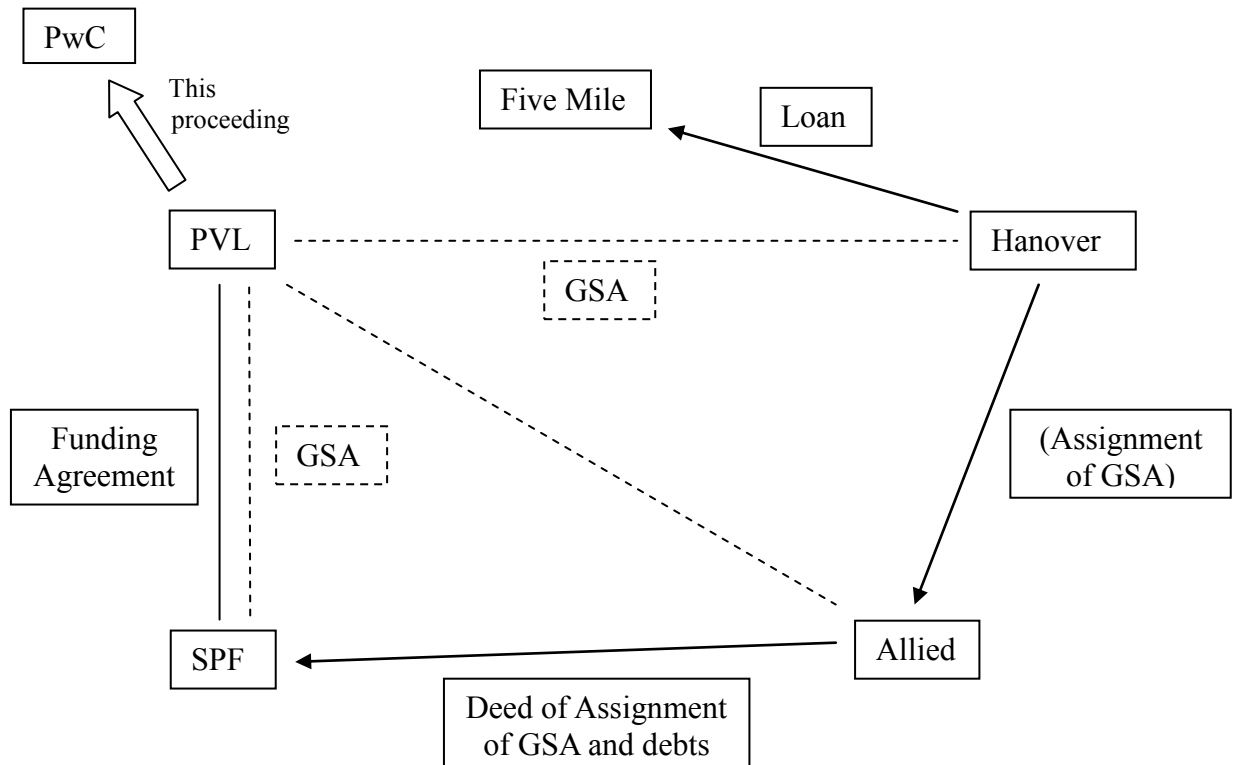 PwC
This
proceeding
Five Mile
Loan
PVL
Hanover
GSA
Funding
Agreement
GSA
(Assignment
of GSA)
SPF
Allied
Deed of Assignment
of GSA and debts